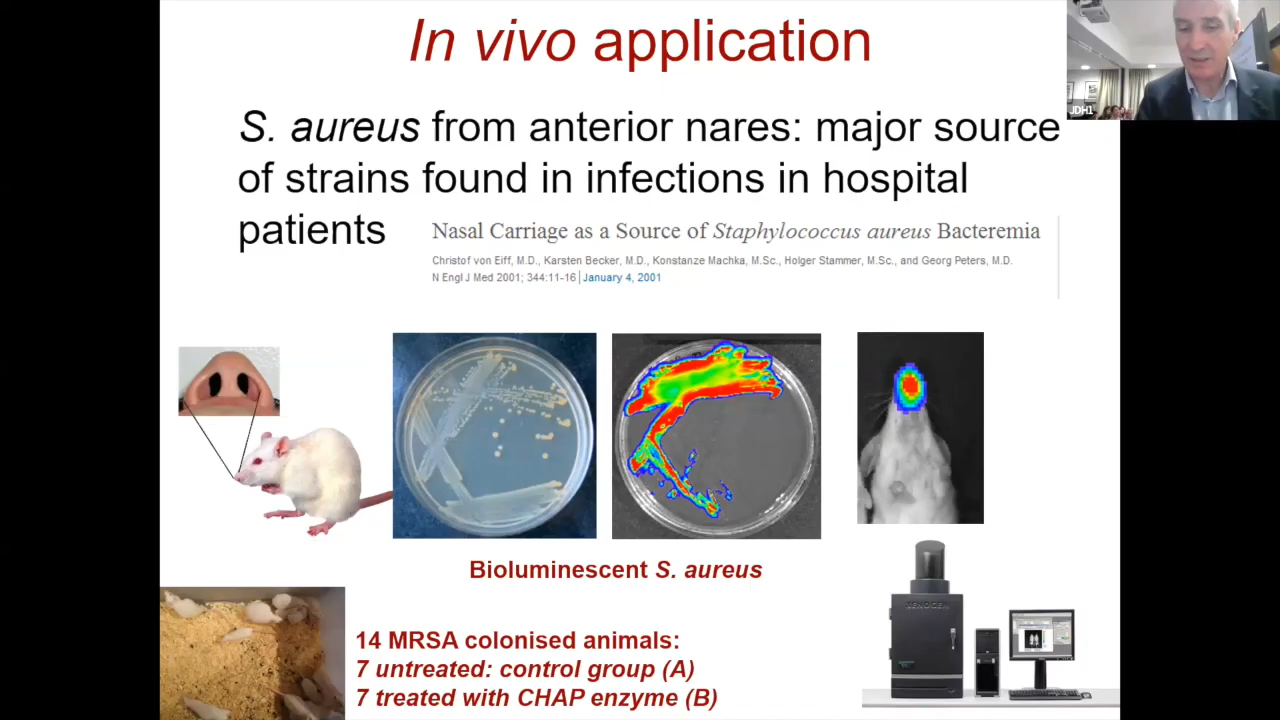 In vivo application
JDH1
S. aureus from anterior nares: major source
of strains found in infections in hospital
patients
Nasal Carriage as a Source of Staphylococcus aureus Bacteremia
Christof von Eiff, M.D., Karsten Becker, M.D., Konstanze Machka, M.Sc., Holger Stammer, M.Sc., and Georg Peters, M.D.
N Engl J Med 2001; 344:11-16 | January 4, 2001
Bioluminescent S. aureus
XENOGEN
14 MRSA colonised animals:
7 untreated: control group (A)
7 treated with CHAP enzyme (B)